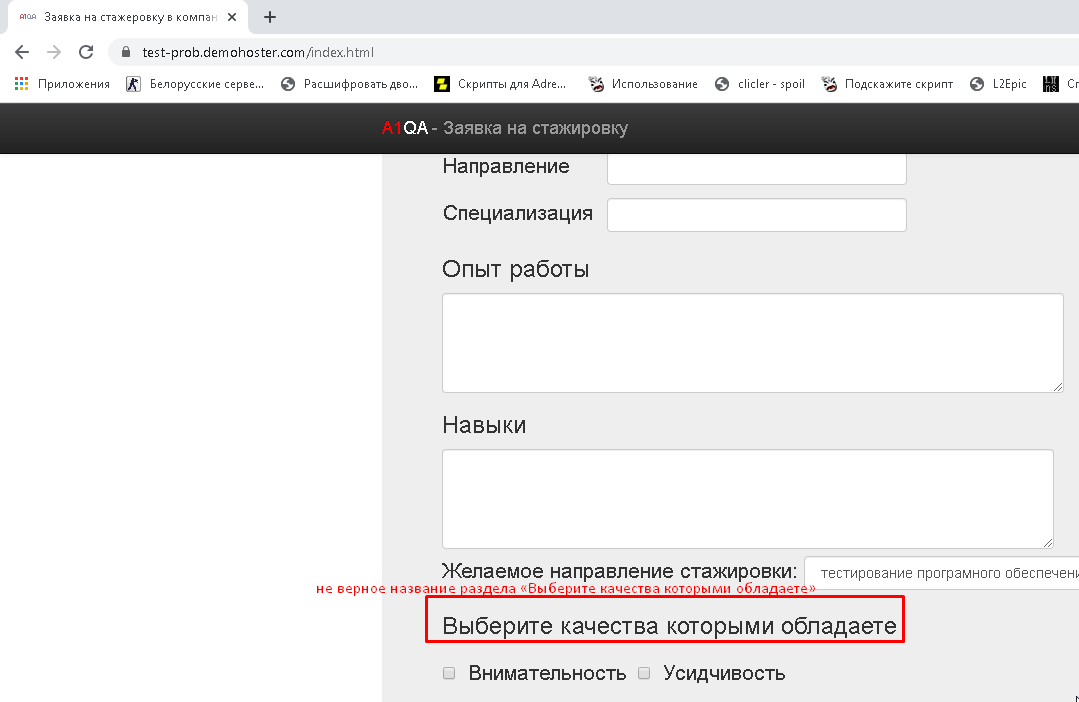 A1QA Заявка на стажировку в компан
test-prob.demohoster.com/index.html
Приложения Белорусские серве... Расшифровать дво... Скрипты для Adre... Использование clicler - spoil Подскажите скрипт L2Epic
A1QA - Заявка на стажировку
Направление
Специализация
Опыт работы
Навыки
Желаемое направление стажировки: тестирование програмного обеспечени
не верное название раздела «Выберите качества которыми обладаете»
Выберите качества которыми обладаете
Внимательность Усидчивость